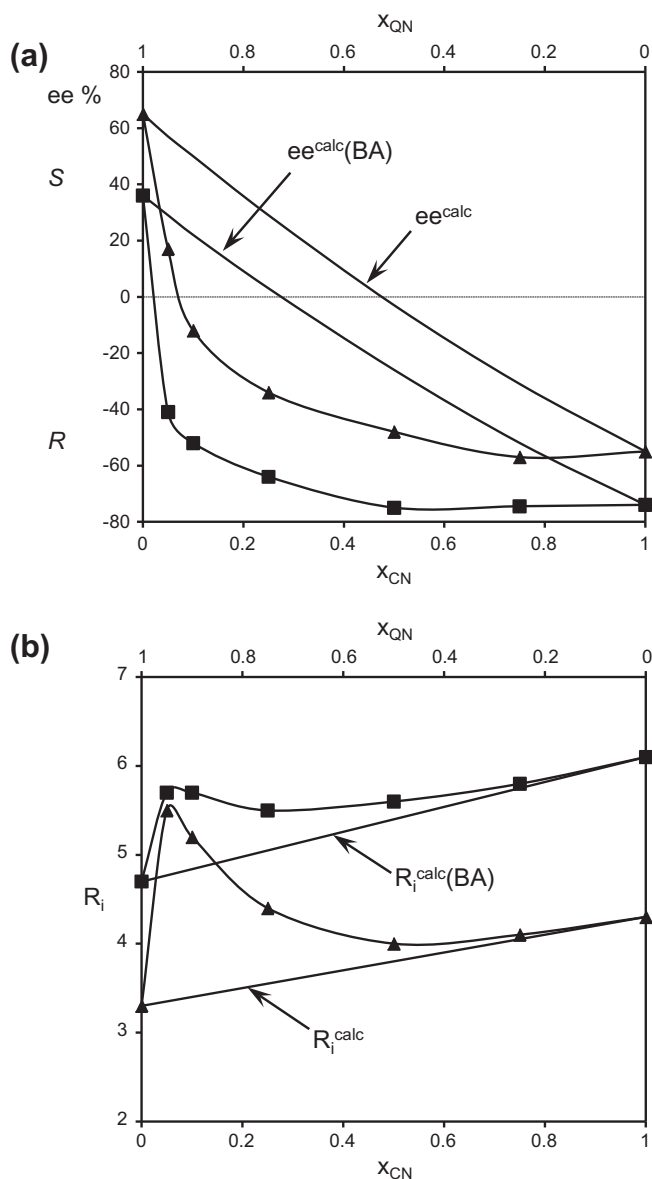 x_QN
(a)
1 0.8 0.6 0.4 0.2 0
80
ee %
60
ee^calc(BA)
S
40
ee^calc
20
0
-20
-40
R
-60
-80
0 0.2 0.4 0.6 0.8 1
x_CN
x_QN
(b)
1 0.8 0.6 0.4 0.2 0
7
6
5
R_i^calc(BA)
R_i
4
R_i^calc
3
2
0 0.2 0.4 0.6 0.8 1
x_CN